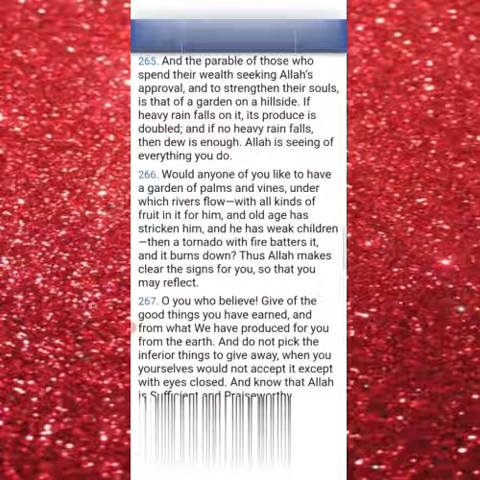 265. And the parable of those who
spend their wealth seeking Allah's
approval, and to strengthen their souls,
is that of a garden on a hillside. If
heavy rain falls on it, its produce is
doubled; and if no heavy rain falls,
then dew is enough. Allah is seeing of
everything you do.
266. Would anyone of you like to have
a garden of palms and vines, under
which rivers flow—with all kinds of
fruit in it for him, and old age has
stricken him, and he has weak children
—then a tornado with fire batters it,
and it burns down? Thus Allah makes
clear the signs for you, so that you
may reflect.
267. O you who believe! Give of the
good things you have earned, and
from what We have produced for you
from the earth. And do not pick the
inferior things to give away, when you
yourselves would not accept it except
with eyes closed. And know that Allah
is Sufficient and Praiseworthy